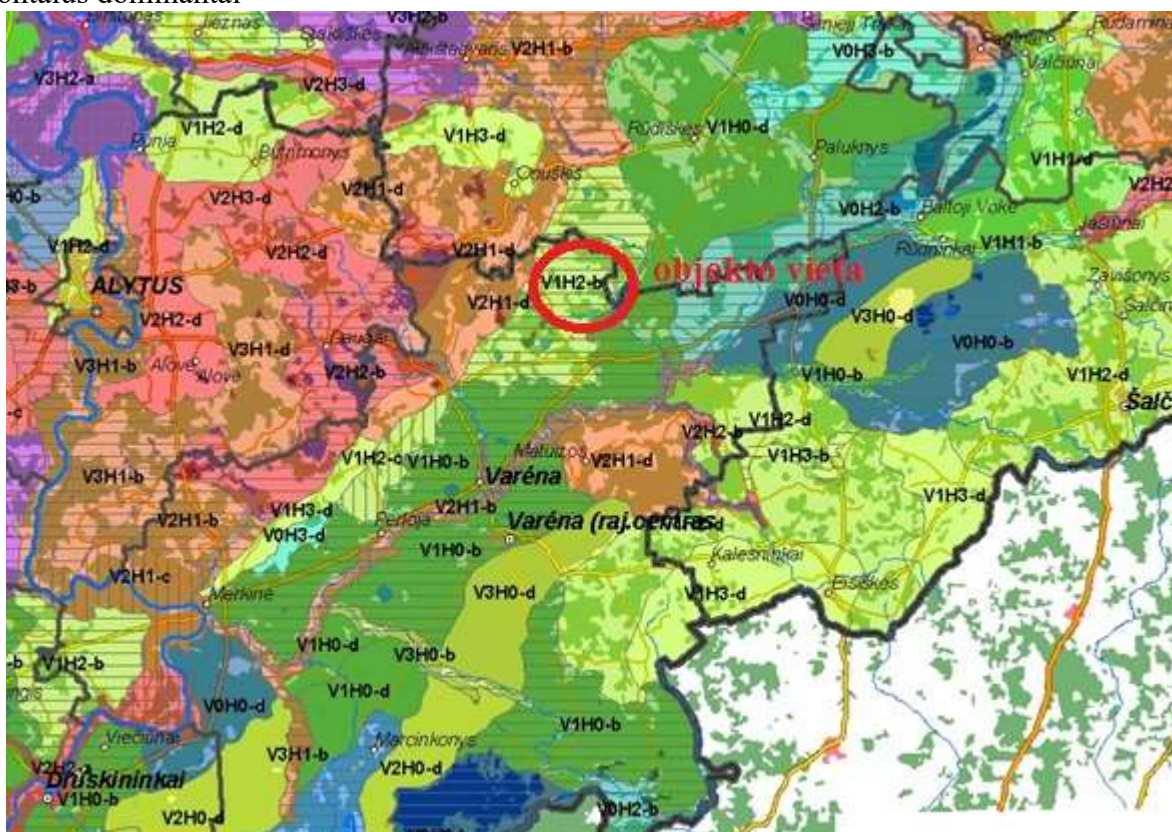 V3H2-b
Jieznas
V2H1-b
V0H3-b
V3H2-a
V2H3-d
Valčiūnai
V1H2-d
V1H3-d
Rūdiškės
V1H0-d
Punia
Butrimonys
Paluknys
V1H1-d
Onuškis
V2H1-d
V2H3-d
V0H2-b
Baltoji Vokė
V1H2-d
V2H2-d
V2H1-d
Jašiūnai
Rūdninkai
V1H1-b
ALYTUS
V1H2-b
objekto vieta
Zavišonys
V2H1-d
V0H0-d
V3H0-d
V2H2-d
V0H0-b
V3H1-b
V3H1-d
Daugai
Alovė
Alovė
V2H2-b
V1H0-b
V1H2-d
V1H2-d
Šalč
V2H2-b
V1H2-c
V1H0-b
Matuizos
V2H1-d
V1H3-b
V3H1-b
Varėna
V1H3-d
V1H3-d
V2H1-b
V2H1-b
V0H3-d
Perloja
Varėna (raj.centras
V1H0-b
Kalesninkai
V2H1-c
V3H0-d
V1H3-d
Eišiškės
Merkinė
V1H2-b
V3H0-b
V1H0-d
V0H0-d
V1H0-b
Viečiūnai
V3H1-b
Marcinkonys
V2H0-d
Druskininkai
V1H0-b
V0H2-b
V2H0-d